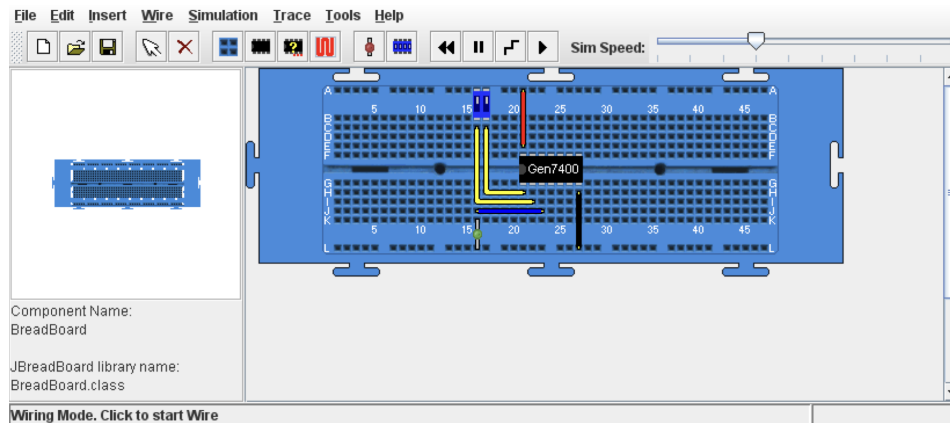 File Edit Insert Wire Simulation Trace Tools Help
Sim Speed:
A A
5 10 15 20 25 30 35 40 45
B B
C C
D D
E E
F F
Gen7400
G G
H H
I I
J J
K K
5 10 15 20 25 30 35 40 45
L L
Component Name:
BreadBoard
JBreadBoard library name:
BreadBoard.class
Wiring Mode. Click to start Wire